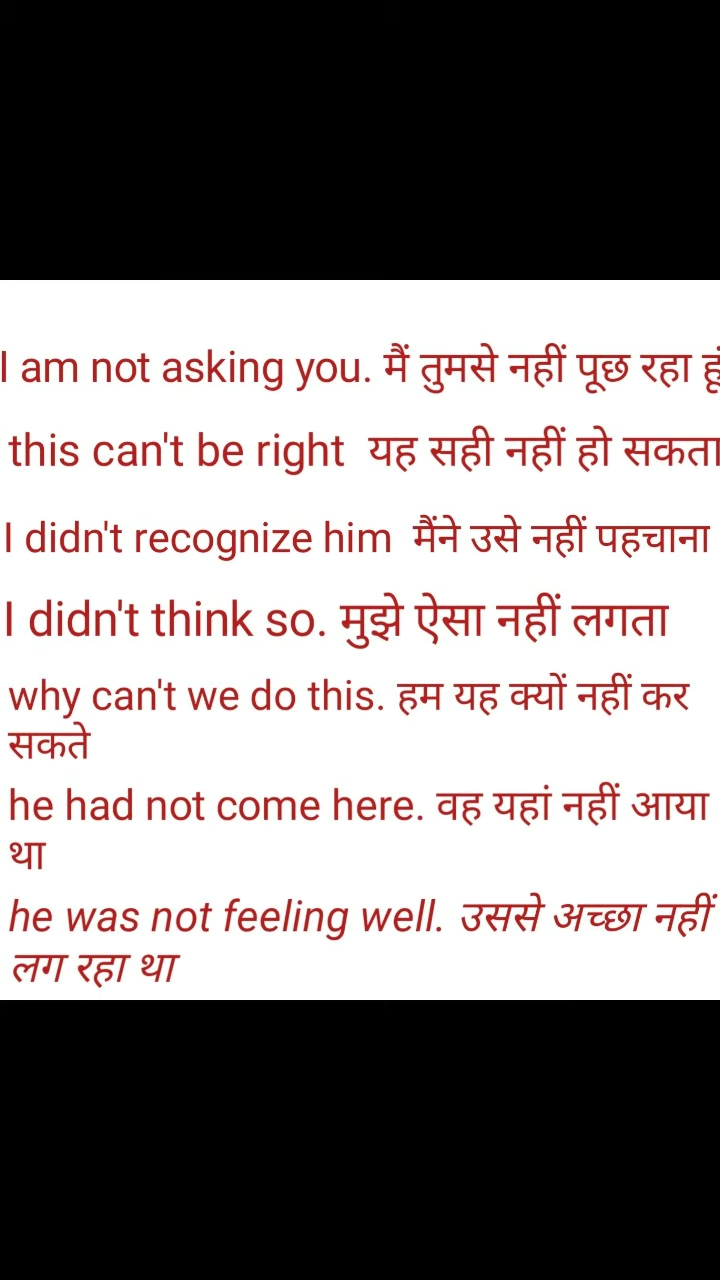 I am not asking you. मैं तुमसे नहीं पूछ रहा हूं
this can't be right यह सही नहीं हो सकता
I didn't recognize him मैंने उसे नहीं पहचाना
I didn't think so. मुझे ऐसा नहीं लगता
why can't we do this. हम यह क्यों नहीं कर
सकते
he had not come here. वह यहां नहीं आया
था
he was not feeling well. उससे अच्छा नहीं
लग रहा था